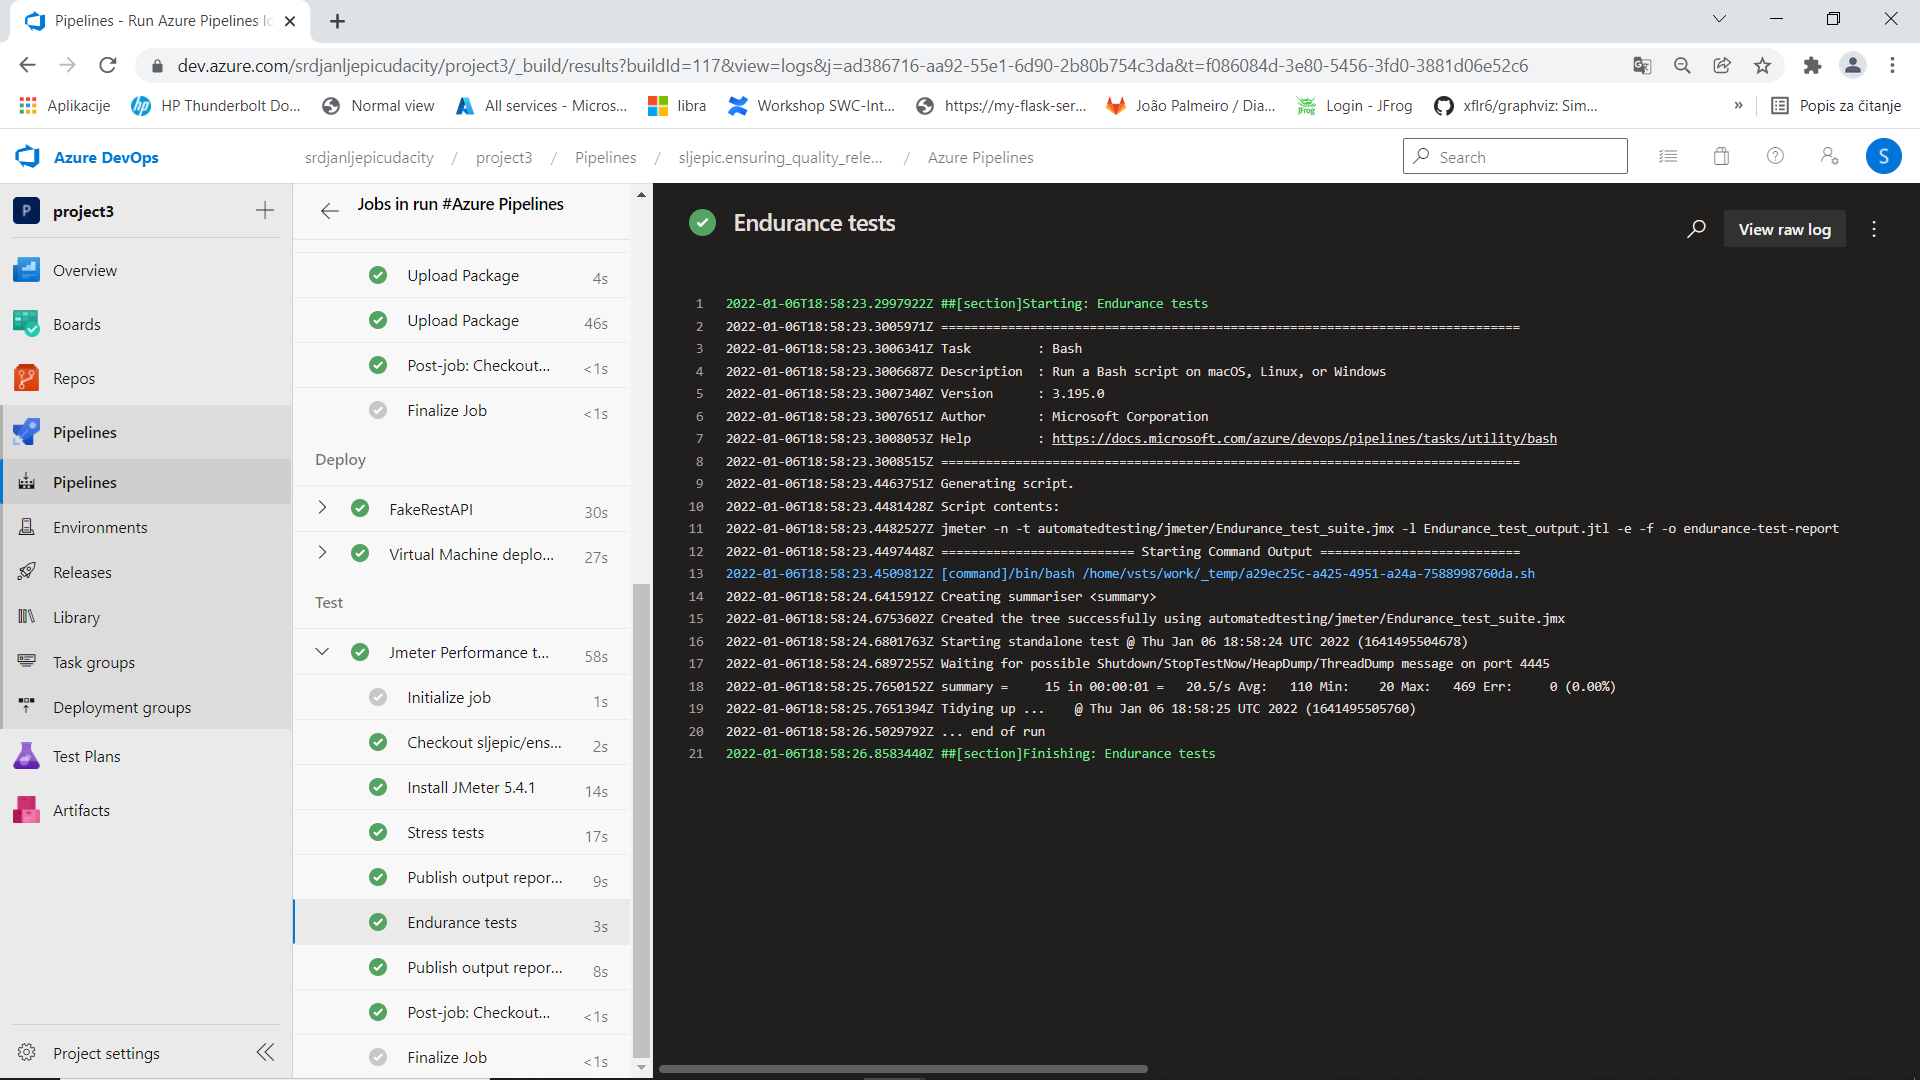 Pipelines - Run Azure Pipelines lo
dev.azure.com/srdjanljepicudacity/project3/_build/results?buildId=117&view=logs&j=ad386716-aa92-55e1-6d90-2b80b754c3da&t=f086084d-3e80-5456-3fd0-3881d06e52c6
Aplikacije
HP Thunderbolt Do...
Normal view
All services - Micros...
libra
Workshop SWC-Int...
https://my-flask-ser...
João Palmeiro / Dia...
Login - JFrog
xflr6/graphviz: Sim...
»
Popis za čitanje
Azure DevOps
srdjanljepicudacity / project3 / Pipelines / sljepic.ensuring_quality_rele... / Azure Pipelines
Search
S
P project3
Overview
Boards
Repos
Pipelines
Pipelines
Environments
Releases
Library
Task groups
Deployment groups
Test Plans
Artifacts
Project settings
Jobs in run #Azure Pipelines
Upload Package 4s
Upload Package 46s
Post-job: Checkout... <1s
Finalize Job <1s
Deploy
FakeRestAPI 30s
Virtual Machine deplo... 27s
Test
Jmeter Performance t... 58s
Initialize job 1s
Checkout sljepic/ens... 2s
Install JMeter 5.4.1 14s
Stress tests 17s
Publish output repor... 9s
Endurance tests 3s
Publish output repor... 8s
Post-job: Checkout... <1s
Finalize Job <1s
Endurance tests
View raw log
1 2022-01-06T18:58:23.2997922Z ##[section]Starting: Endurance tests
2 2022-01-06T18:58:23.3005971Z ==============================================================================
3 2022-01-06T18:58:23.3006341Z Task         : Bash
4 2022-01-06T18:58:23.3006687Z Description  : Run a Bash script on macOS, Linux, or Windows
5 2022-01-06T18:58:23.3007340Z Version      : 3.195.0
6 2022-01-06T18:58:23.3007651Z Author       : Microsoft Corporation
7 2022-01-06T18:58:23.3008053Z Help         : https://docs.microsoft.com/azure/devops/pipelines/tasks/utility/bash
8 2022-01-06T18:58:23.3008515Z ==============================================================================
9 2022-01-06T18:58:23.4463751Z Generating script.
10 2022-01-06T18:58:23.4481428Z Script contents:
11 2022-01-06T18:58:23.4482527Z jmeter -n -t automatedtesting/jmeter/Endurance_test_suite.jmx -l Endurance_test_output.jtl -e -f -o endurance-test-report
12 2022-01-06T18:58:23.4497448Z ========================== Starting Command Output ===========================
13 2022-01-06T18:58:23.4509812Z [command]/bin/bash /home/vsts/work/_temp/a29ec25c-a425-4951-a24a-7588998760da.sh
14 2022-01-06T18:58:24.6415912Z Creating summariser <summary>
15 2022-01-06T18:58:24.6753602Z Created the tree successfully using automatedtesting/jmeter/Endurance_test_suite.jmx
16 2022-01-06T18:58:24.6801763Z Starting standalone test @ Thu Jan 06 18:58:24 UTC 2022 (1641495504678)
17 2022-01-06T18:58:24.6897255Z Waiting for possible Shutdown/StopTestNow/HeapDump/ThreadDump message on port 4445
18 2022-01-06T18:58:25.7650152Z summary =     15 in 00:00:01 =   20.5/s Avg:   110 Min:    20 Max:   469 Err:     0 (0.00%)
19 2022-01-06T18:58:25.7651394Z Tidying up ...    @ Thu Jan 06 18:58:25 UTC 2022 (1641495505760)
20 2022-01-06T18:58:26.5029792Z ... end of run
21 2022-01-06T18:58:26.8583440Z ##[section]Finishing: Endurance tests